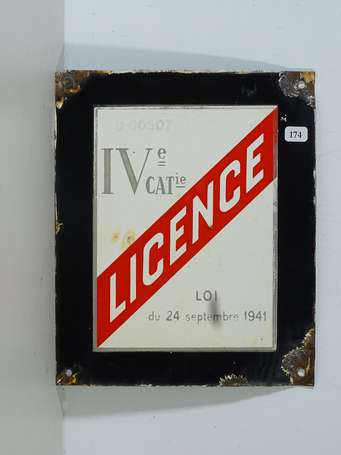 174
IVe
CATie
LICENCE
LOI
du 24 septembre 1941